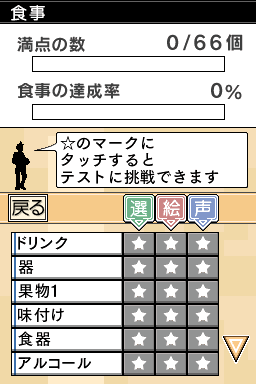 食事
満点の数 0/66個
食事の達成率 0%
☆のマークに
タッチすると
テストに挑戦できます
戻る 選 絵 声
ドリンク
器
果物1
味付け
食器
アルコール